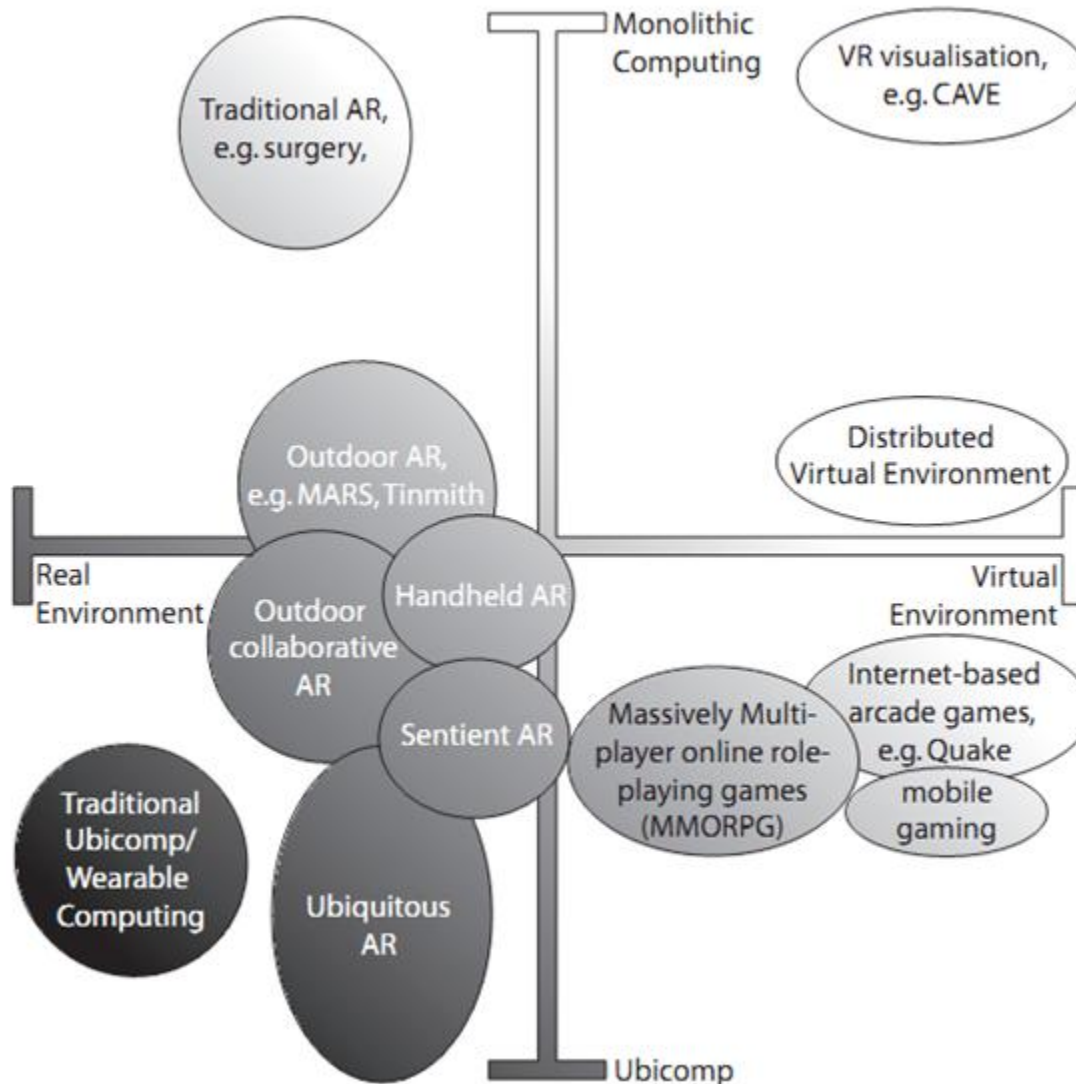 Monolithic
Computing
VR visualisation,
e.g. CAVE
Traditional AR,
e.g. surgery,
Outdoor AR,
e.g. MARS, Tinmith
Distributed
Virtual Environment
Real
Environment
Virtual
Environment
Handheld AR
Outdoor
collaborative
AR
Sentient AR
Massively Multi-
player online role-
playing games
(MMORPG)
Internet-based
arcade games,
e.g. Quake
mobile
gaming
Traditional
Ubicomp/
Wearable
Computing
Ubiquitous
AR
Ubicomp